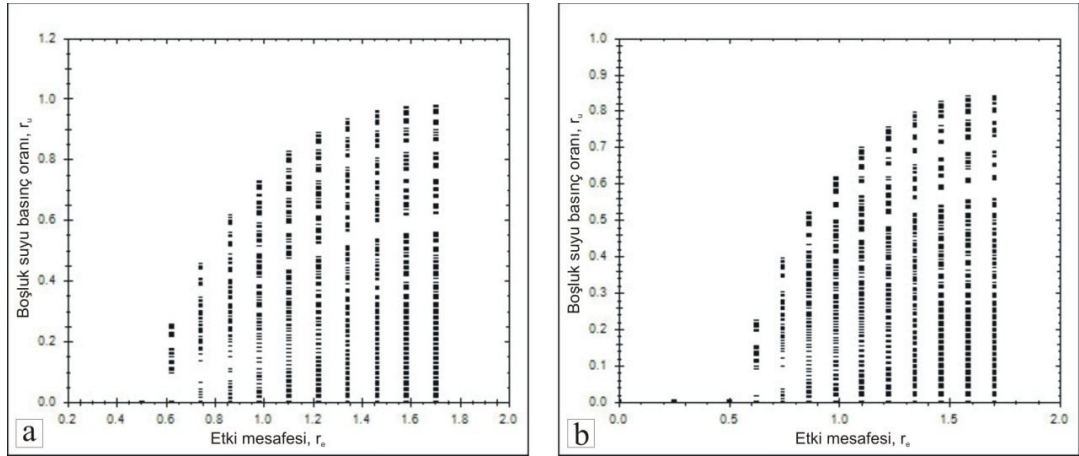 1.2
1.0
0.8
0.6
0.4
0.2
0.0
0.2 0.4 0.6 0.8 1.0 1.2 1.4 1.6 1.8 2.0
Boşluk suyu basınç oranı, rᵤ
Etki mesafesi, rₑ
a
1.0
0.9
0.8
0.7
0.6
0.5
0.4
0.3
0.2
0.1
0.0
0.0 0.5 1.0 1.5 2.0
Boşluk suyu basınç oranı, rᵤ
Etki mesafesi, rₑ
b